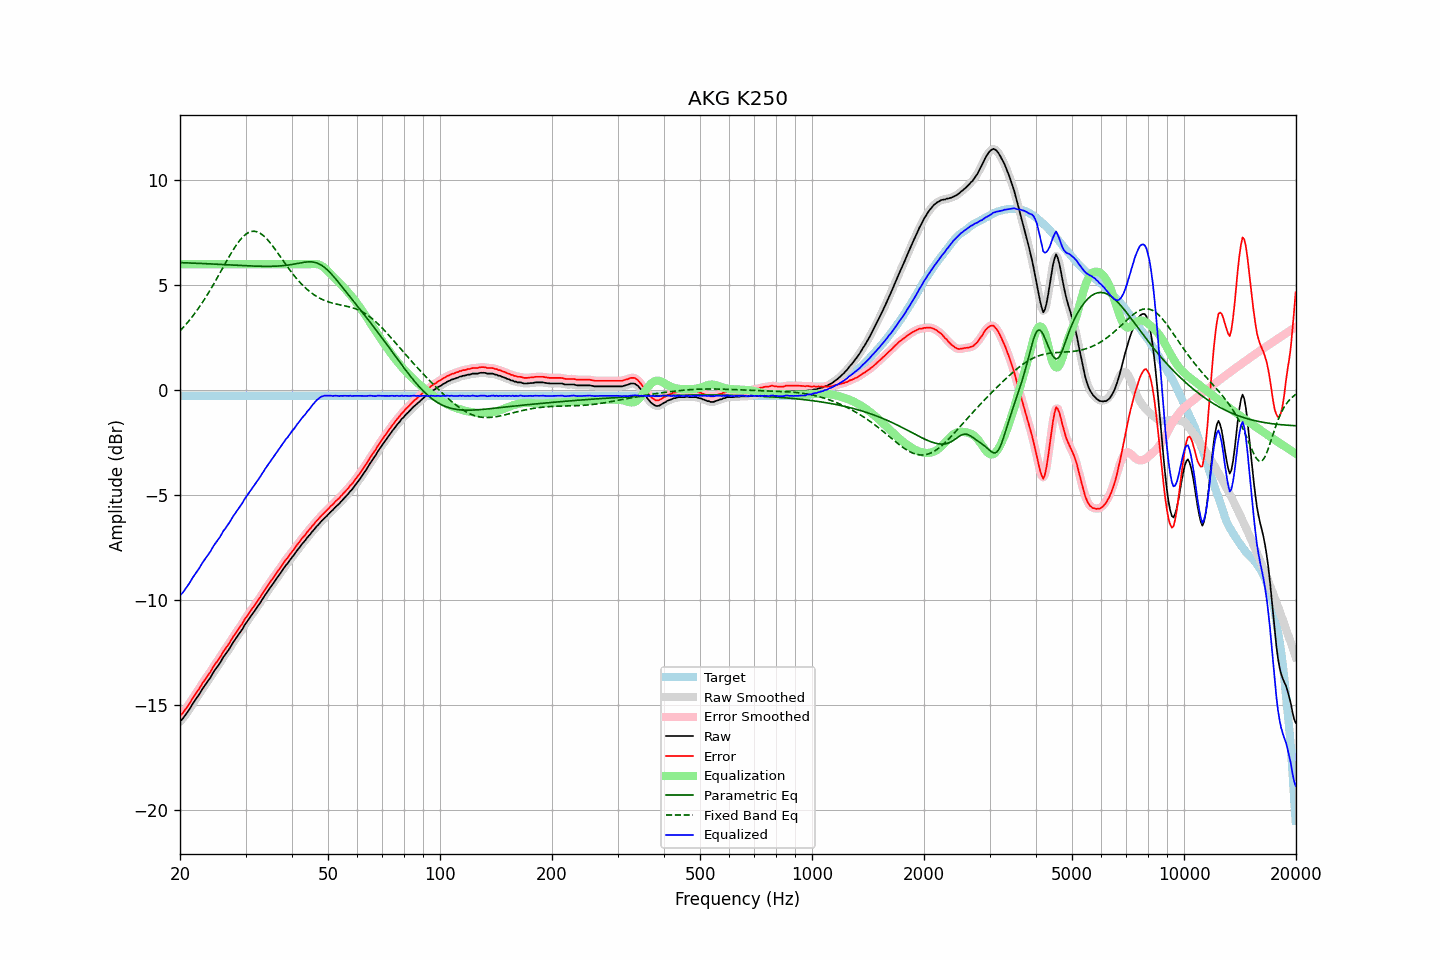 AKG K250
Amplitude (dBr)
10
5
0
−5
−10
−15
−20
Target
Raw Smoothed
Error Smoothed
Raw
Error
Equalization
Parametric Eq
Fixed Band Eq
Equalized
20 50 100 200 500 1000 2000 5000 10000 20000
Frequency (Hz)